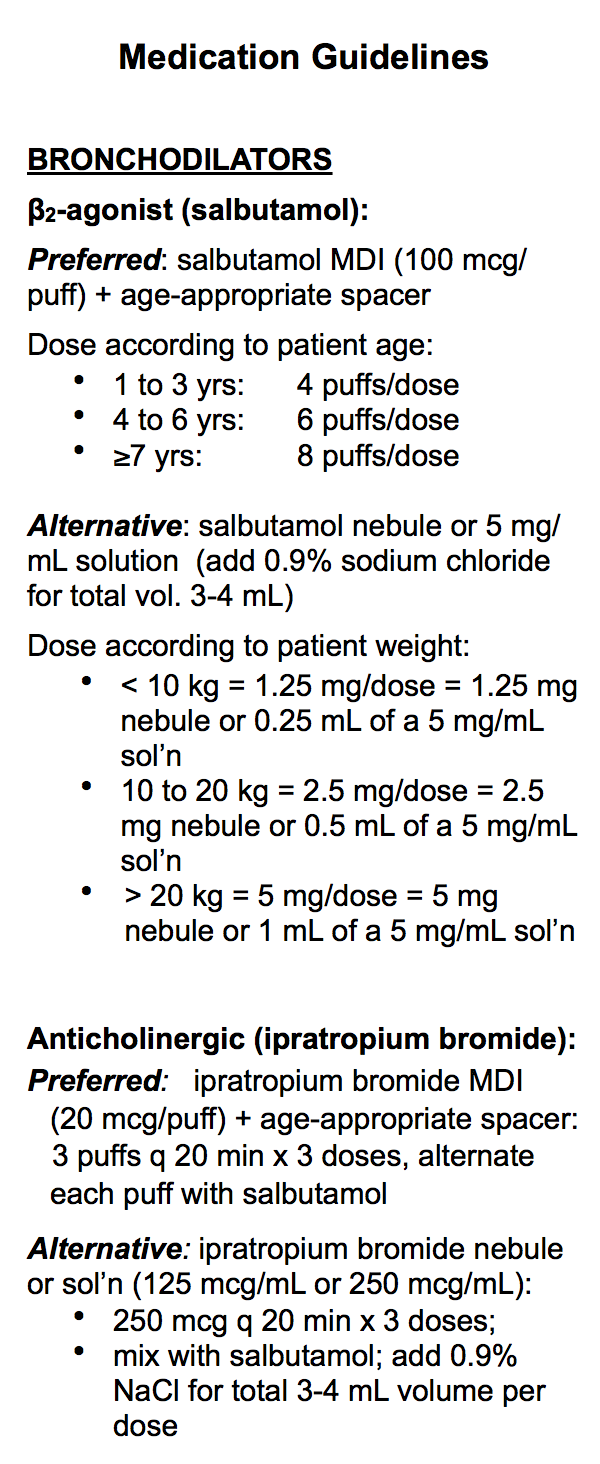 Medication Guidelines
BRONCHODILATORS
β₂-agonist (salbutamol):
Preferred: salbutamol MDI (100 mcg/
puff) + age-appropriate spacer
Dose according to patient age:
• 1 to 3 yrs: 4 puffs/dose
• 4 to 6 yrs: 6 puffs/dose
• ≥7 yrs: 8 puffs/dose
Alternative: salbutamol nebule or 5 mg/
mL solution (add 0.9% sodium chloride
for total vol. 3-4 mL)
Dose according to patient weight:
• < 10 kg = 1.25 mg/dose = 1.25 mg
nebule or 0.25 mL of a 5 mg/mL
sol’n
• 10 to 20 kg = 2.5 mg/dose = 2.5
mg nebule or 0.5 mL of a 5 mg/mL
sol’n
• > 20 kg = 5 mg/dose = 5 mg
nebule or 1 mL of a 5 mg/mL sol’n
Anticholinergic (ipratropium bromide):
Preferred: ipratropium bromide MDI
(20 mcg/puff) + age-appropriate spacer:
3 puffs q 20 min x 3 doses, alternate
each puff with salbutamol
Alternative: ipratropium bromide nebule
or sol’n (125 mcg/mL or 250 mcg/mL):
• 250 mcg q 20 min x 3 doses;
• mix with salbutamol; add 0.9%
NaCl for total 3-4 mL volume per
dose